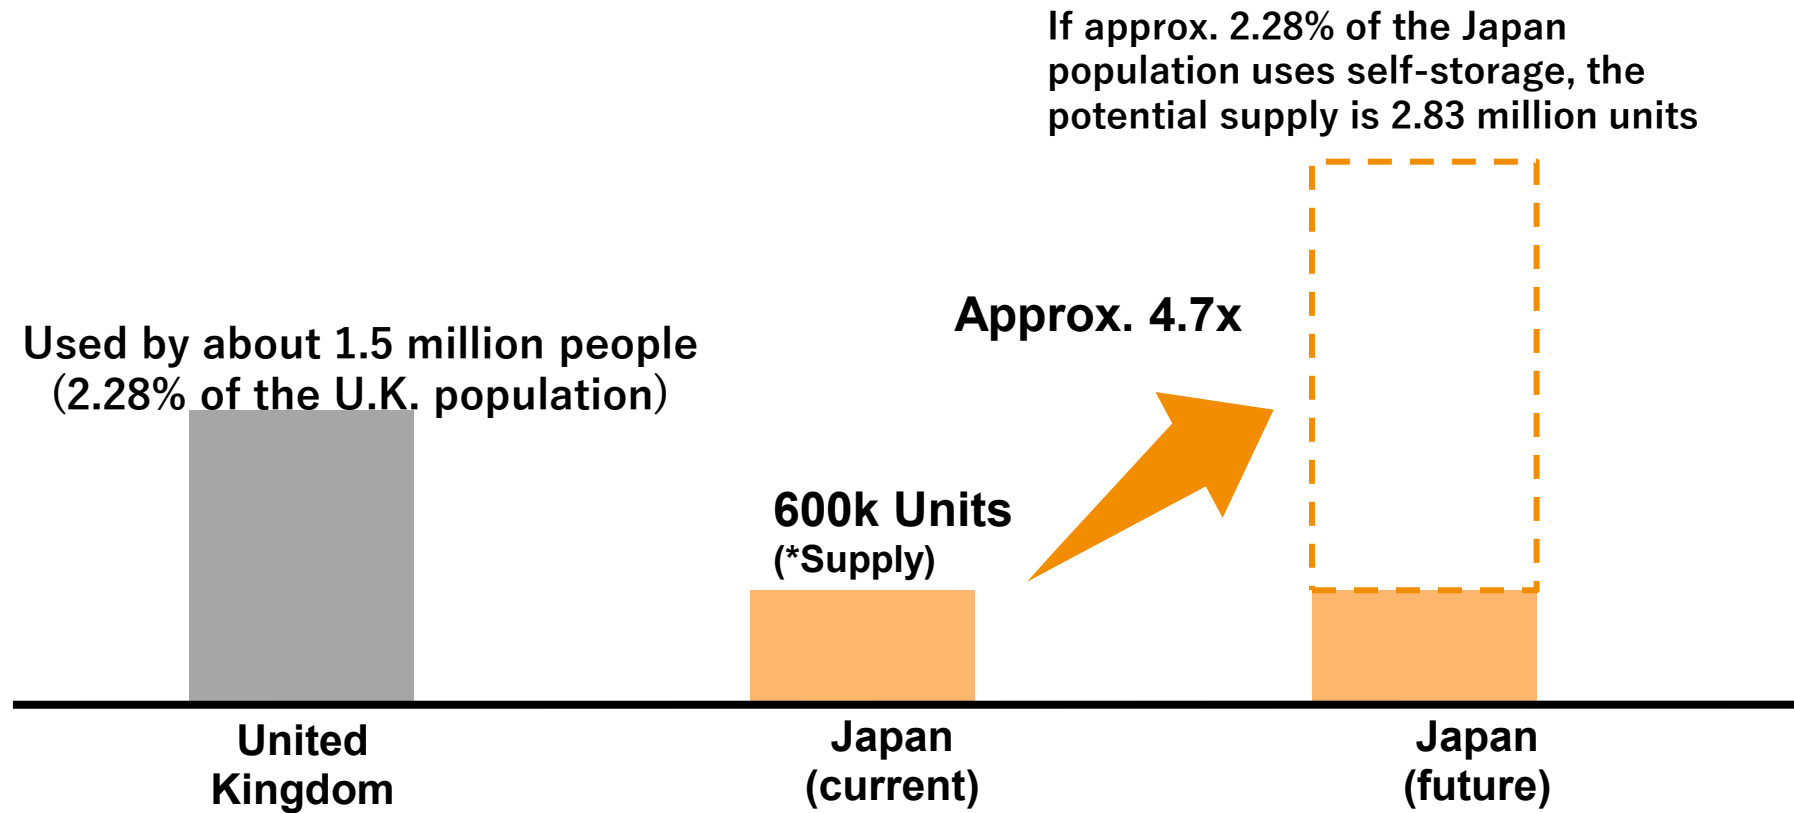 If approx. 2.28% of the Japan
population uses self-storage, the
potential supply is 2.83 million units
Approx. 4.7x
Used by about 1.5 million people
(2.28% of the U.K. population)
600k Units
(*Supply)
United
Kingdom
Japan
(current)
Japan
(future)